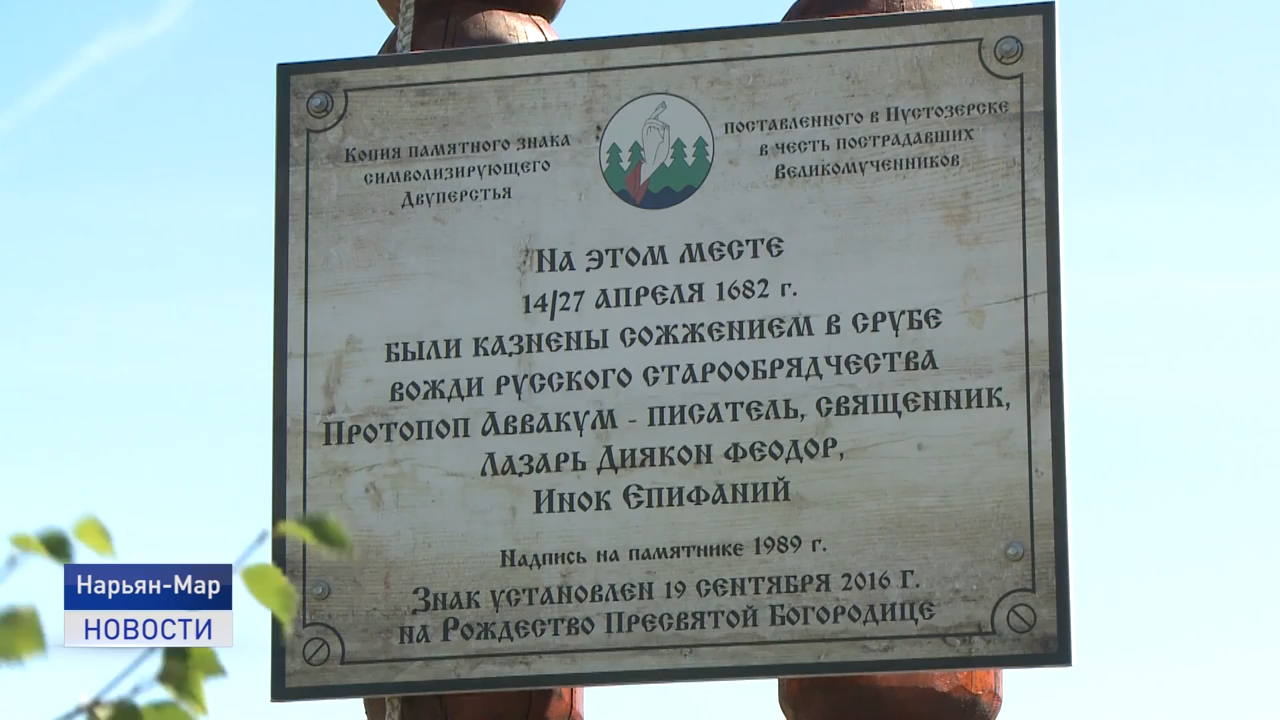 Копия памятного знака
символизирующего
Двуперстья
поставленного в Пустозерске
в честь пострадавших
Великомученников
На этом месте
14/27 апреля 1682 г.
были казнены сожжением в срубе
вожди русского старообрядчества
Протопоп Аввакум - писатель, священник,
Лазарь Диякон феодор,
Инок Епифаний
Надпись на памятнике 1989 г.
Знак установлен 19 сентября 2016 г.
на Рождество Пресвятой Богородице
Нарьян-Мар
НОВОСТИ